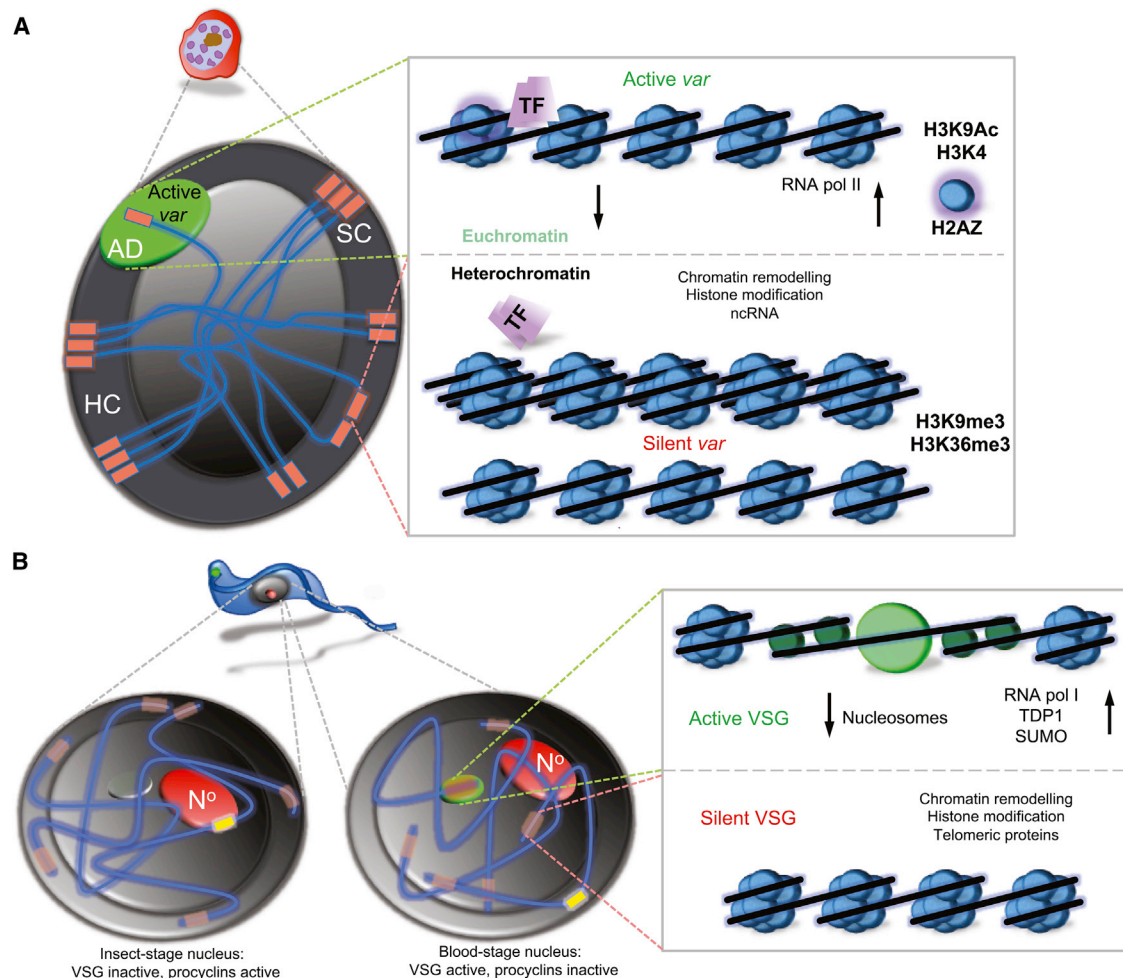 A
Active var
TF
H3K9Ac
H3K4
RNA pol II
H2AZ
Active
var
AD
SC
HC
Euchromatin
Heterochromatin
Chromatin remodelling
Histone modification
ncRNA
TF
H3K9me3
H3K36me3
Silent var
B
Active VSG
Nucleosomes
RNA pol I
TDP1
SUMO
Nº
Nº
Silent VSG
Chromatin remodelling
Histone modification
Telomeric proteins
Insect-stage nucleus:
VSG inactive, procyclins active
Blood-stage nucleus:
VSG active, procyclins inactive